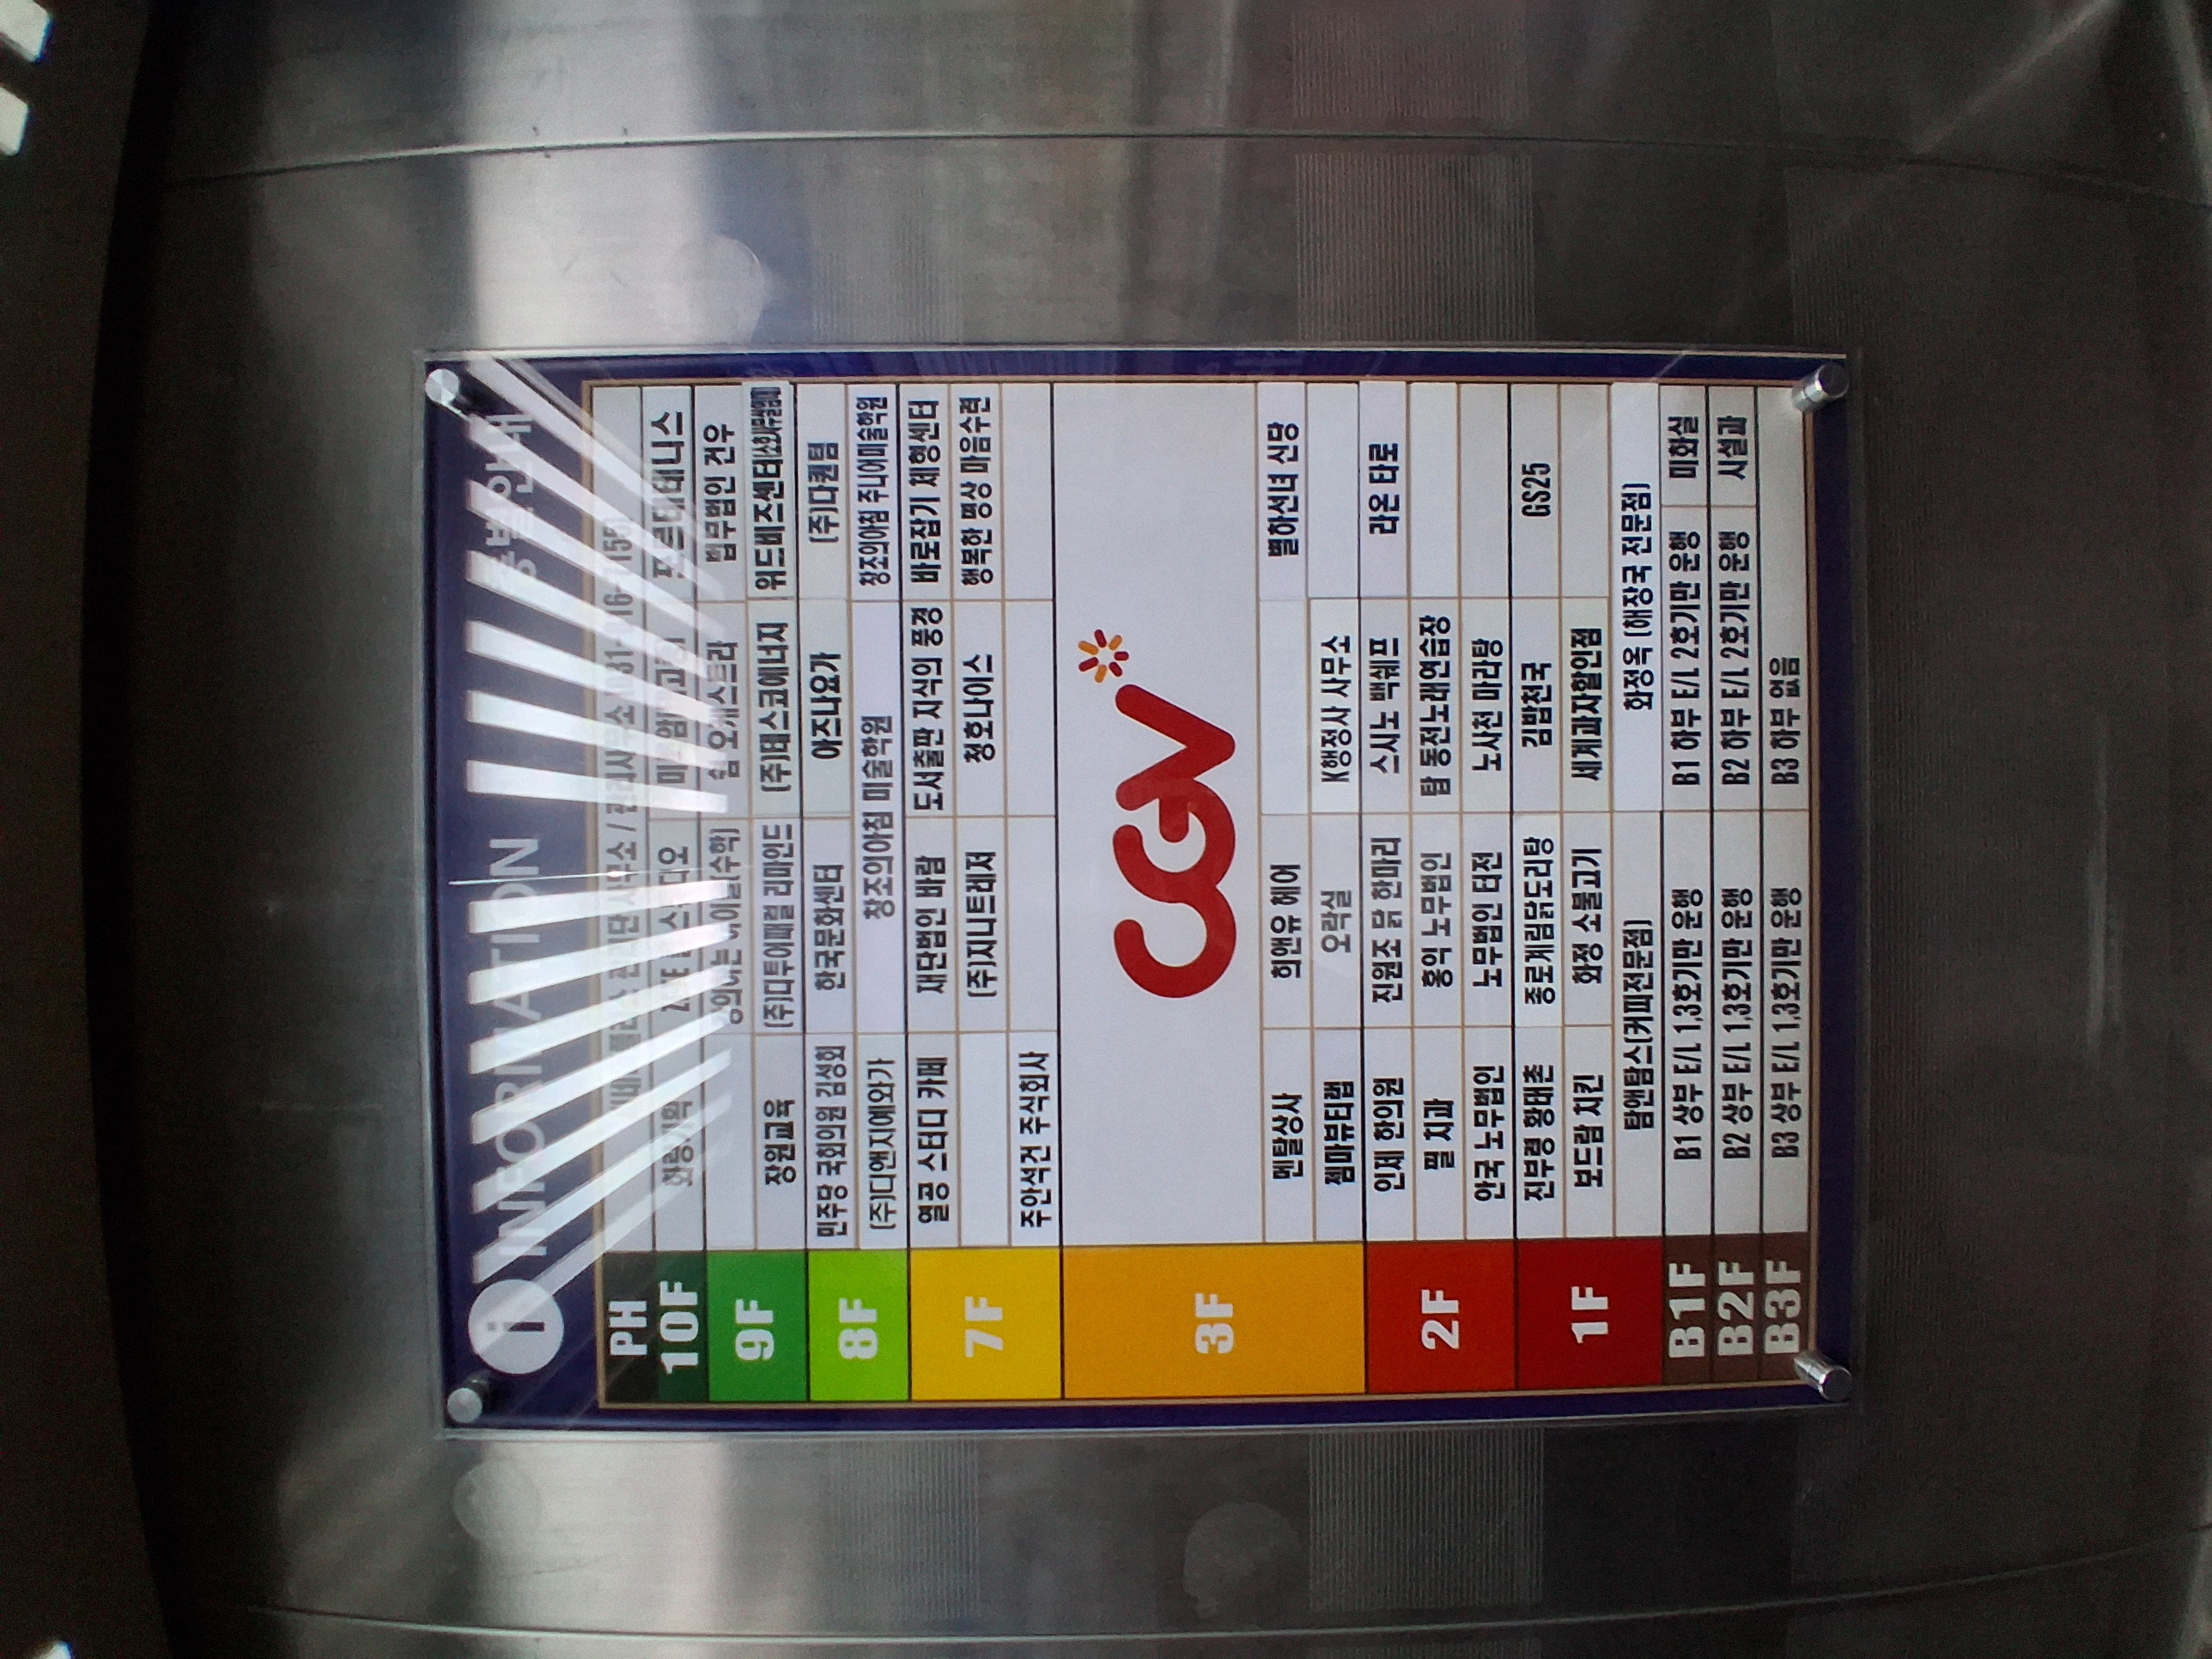 INFORMATION 층별안내
PH
10F
9F (주)디투어패럴 리마인드 (주)테스코에너지 위드비즈센터
장원교육
법무법인 건우
8F 민주당 국회의원 김성회 한국문화센터 아즈나요가 (주)다퀀텀
(주)디앤지에와가 창조의아침 미술학원 창조의아침 주니어미술학원
7F 열공 스터디 카페 재단법인 바람 도서출판 지식의 풍경 바로잡기 체형센터
(주)지니트레저 청호나이스 행복한 명상 마음수련
주안석건 주식회사
3F CGV
멘탈상사 희앤유 헤어 별하선녀 신당
젬마뷰티랩 오락실 K행정사 사무소
2F 인제 한의원 진원조 닭 한마리 스시노 백쉐프 라온 타로
필 치과 홍익 노무법인 탑 동전노래연습장
안국 노무법인 노무법인 터전 노사천 마라탕
1F 진부령 황태촌 종로계림닭도리탕 김밥천국 GS25
보드람 치킨 화정 소물고기 세계과자할인점
탐앤탐스(커피전문점) 화정옥 (해장국 전문점)
B1F B1 상부 E/L 1,3호기만 운행 B1 하부 E/L 2호기만 운행 미화실
B2F B2 상부 E/L 1,3호기만 운행 B2 하부 E/L 2호기만 운행 시설과
B3F B3 상부 E/L 1,3호기만 운행 B3 하부 없음